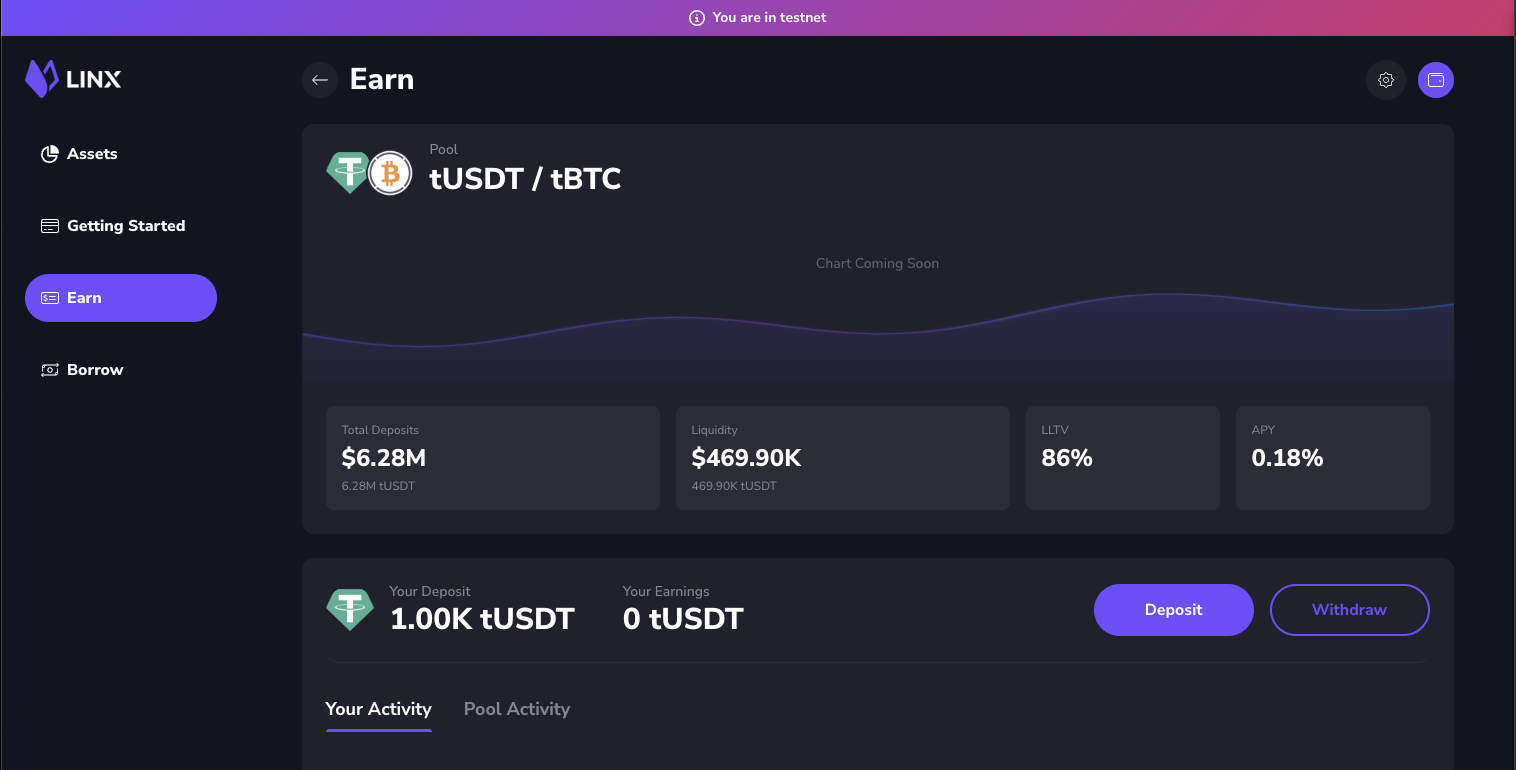 You are in testnet
LINX
Earn
Assets
Getting Started
Earn
Borrow
Pool
tUSDT / tBTC
Chart Coming Soon
Total Deposits
$6.28M
6.28M tUSDT
Liquidity
$469.90K
469.90K tUSDT
LLTV
86%
APY
0.18%
Your Deposit
1.00K tUSDT
Your Earnings
0 tUSDT
Deposit
Withdraw
Your Activity
Pool Activity